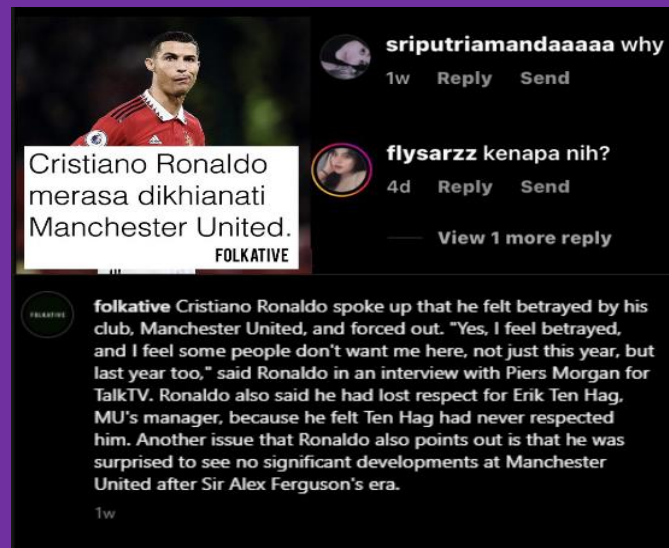 Cristiano Ronaldo
merasa dikhianati
Manchester United.
FOLKATIVE
sriputriamandaaaaa why
1w Reply Send
flysarzz kenapa nih?
4d Reply Send
View 1 more reply
FOLKATIVE
folkative Cristiano Ronaldo spoke up that he felt betrayed by his
club, Manchester United, and forced out. "Yes, I feel betrayed,
and I feel some people don't want me here, not just this year, but
last year too," said Ronaldo in an interview with Piers Morgan for
TalkTV. Ronaldo also said he had lost respect for Erik Ten Hag,
MU's manager, because he felt Ten Hag had never respected
him. Another issue that Ronaldo also points out is that he was
surprised to see no significant developments at Manchester
United after Sir Alex Ferguson's era.
1w